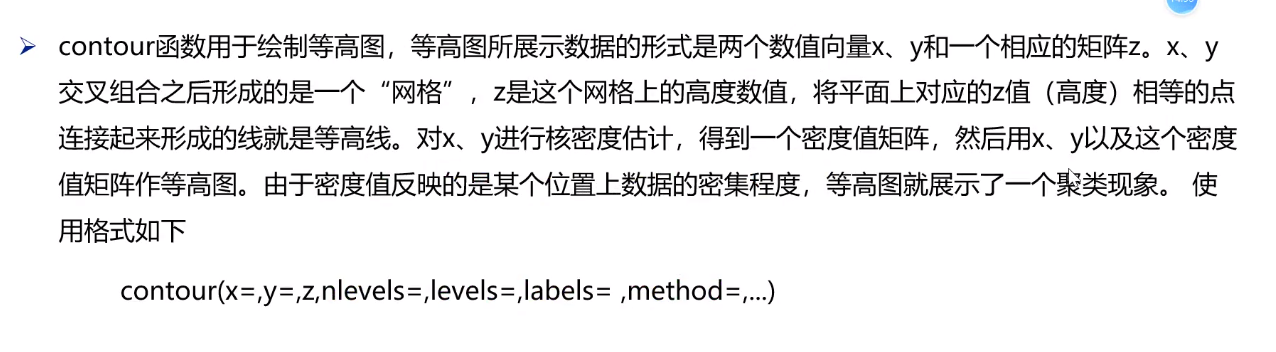 ➢ contour函数用于绘制等高图，等高图所展示数据的形式是两个数值向量x、y和一个相应的矩阵z。x、y
交叉组合之后形成的是一个“网格”，z是这个网格上的高度数值，将平面上对应的z值（高度）相等的点
连接起来形成的线就是等高线。对x、y进行核密度估计，得到一个密度值矩阵，然后用x、y以及这个密度
值矩阵作等高图。由于密度值反映的是某个位置上数据的密集程度，等高图就展示了一个聚类现象。 使
用格式如下
contour(x=,y=,z,nlevels=,levels=,labels= ,method=,...)